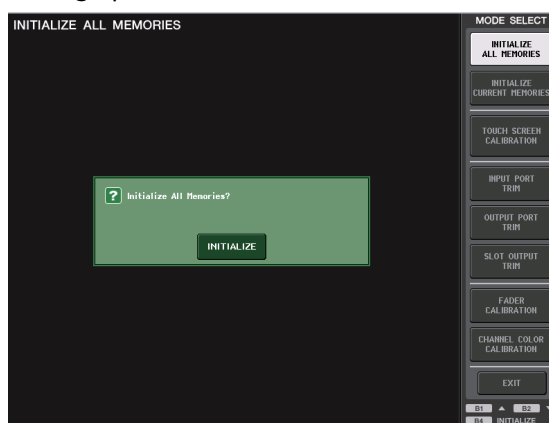 INITIALIZE ALL MEMORIES
? Initialize All Memories?
INITIALIZE
MODE SELECT
INITIALIZE
ALL MEMORIES
INITIALIZE
CURRENT MEMORIES
TOUCH SCREEN
CALIBRATION
INPUT PORT
TRIM
OUTPUT PORT
TRIM
SLOT OUTPUT
TRIM
FADER
CALIBRATION
CHANNEL COLOR
CALIBRATION
EXIT
B1 ▲ B2 ▼
B4 INITIALIZE